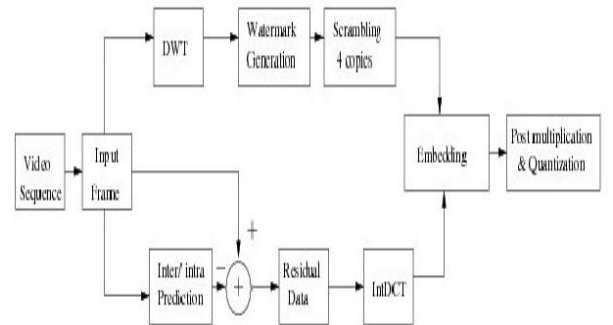 DWT
Watermark
Generation
Scrambling
4 copies
Video
Sequence
Input
Frame
Embedding
Post multiplication
& Quantization
+
Inter/ intra
Prediction
−
+
Residual
Data
IntDCT